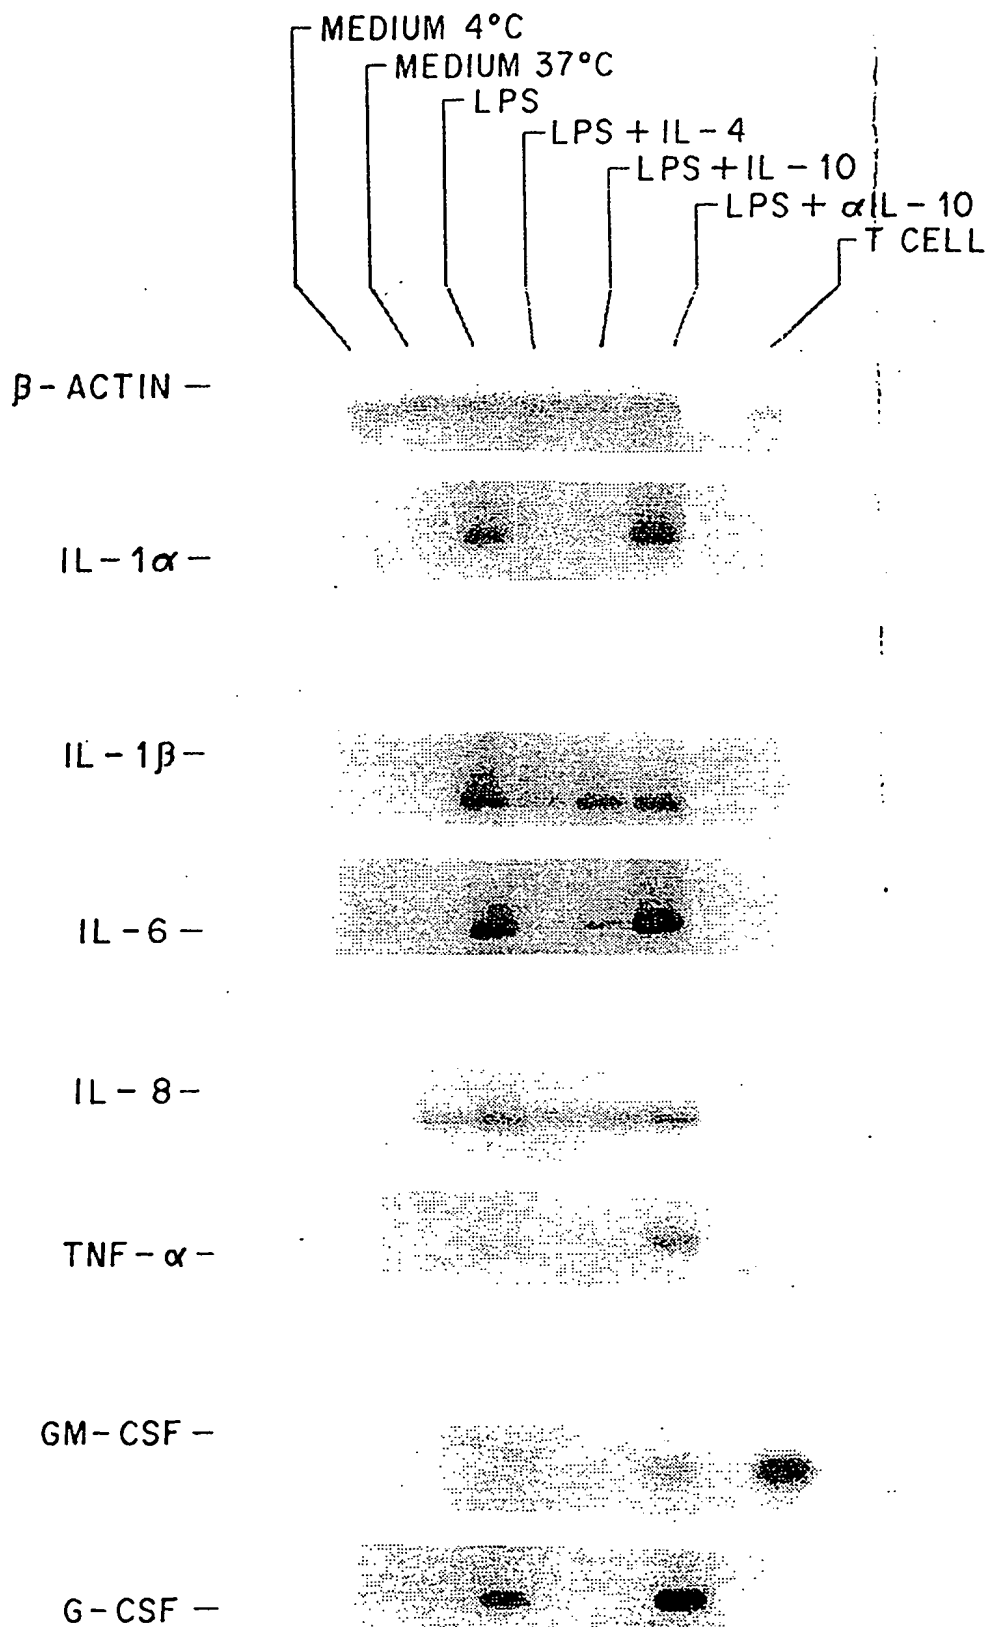 MEDIUM 4°C
MEDIUM 37°C
LPS
LPS + IL-4
LPS + IL-10
LPS + αIL-10
T CELL
β-ACTIN
IL-1α
IL-1β
IL-6
IL-8
TNF-α
GM-CSF
G-CSF